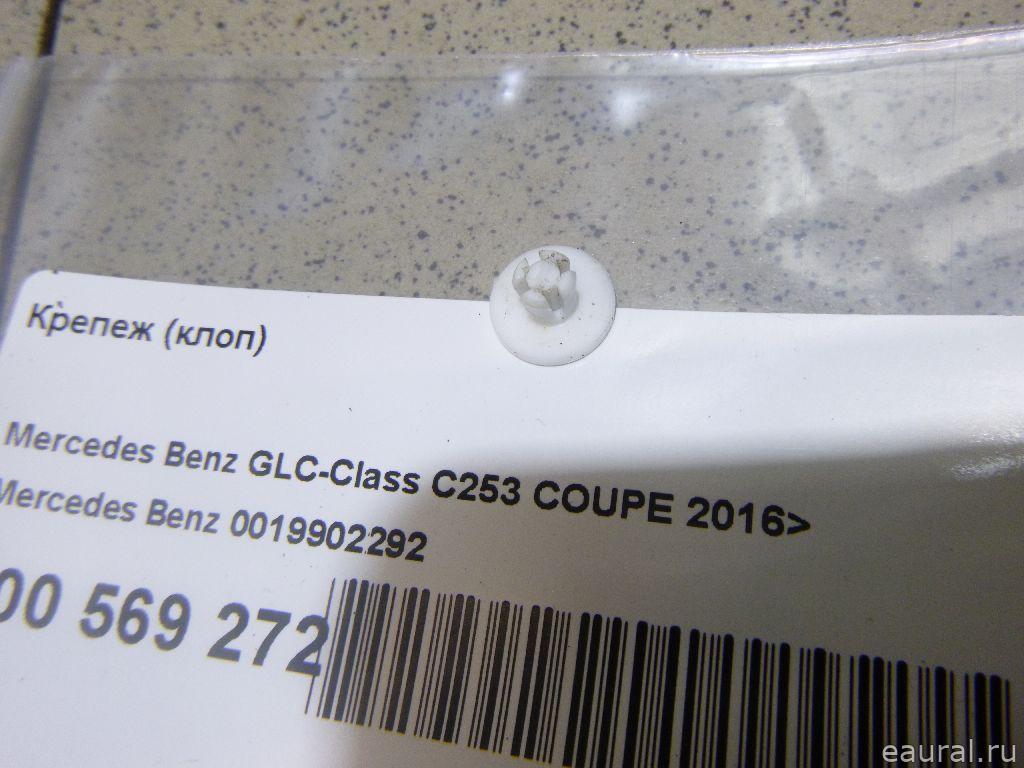 Крепеж (клоп)
Mercedes Benz GLC-Class C253 COUPE 2016>
Mercedes Benz 0019902292
00 569 272
eaural.ru